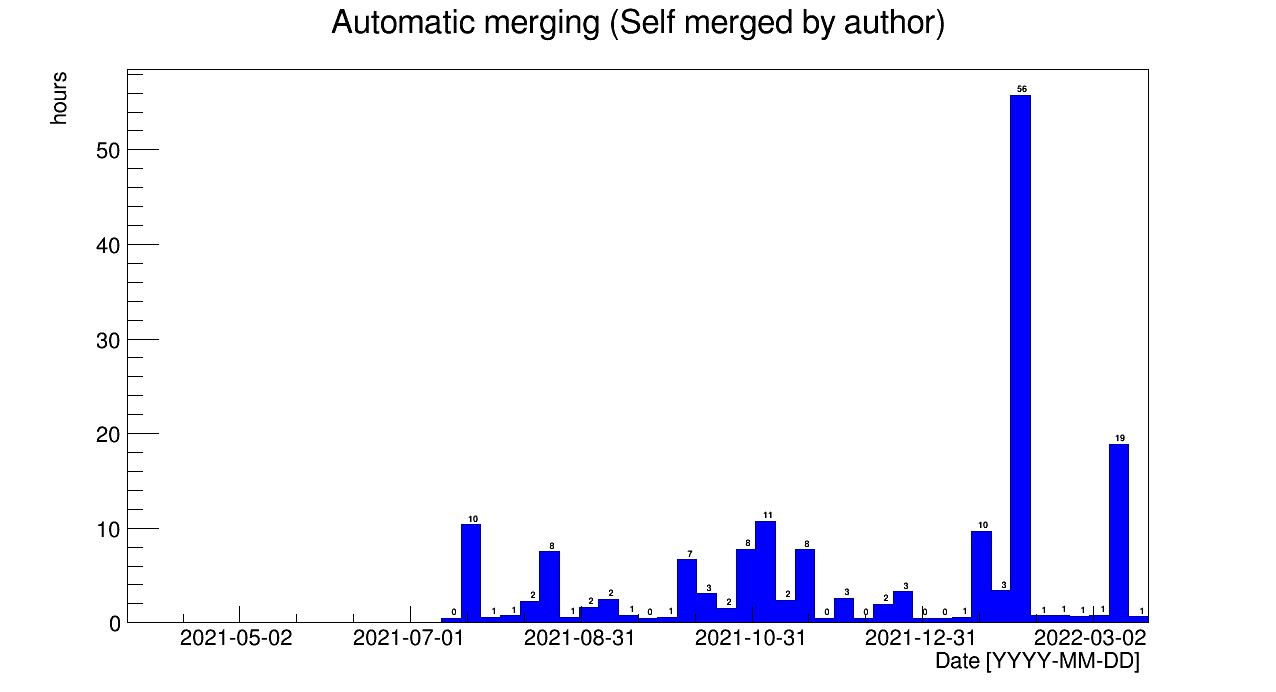 Automatic merging (Self merged by author)
hours
50
40
30
20
10
0
0 10 1 1 2 8 1 2 2 1 0 1 7 3 2 8 11 2 8 0 3 0 2 3 0 0 1 10 3 56 1 1 1 1 19 1
2021-05-02 2021-07-01 2021-08-31 2021-10-31 2021-12-31 2022-03-02
Date [YYYY-MM-DD]